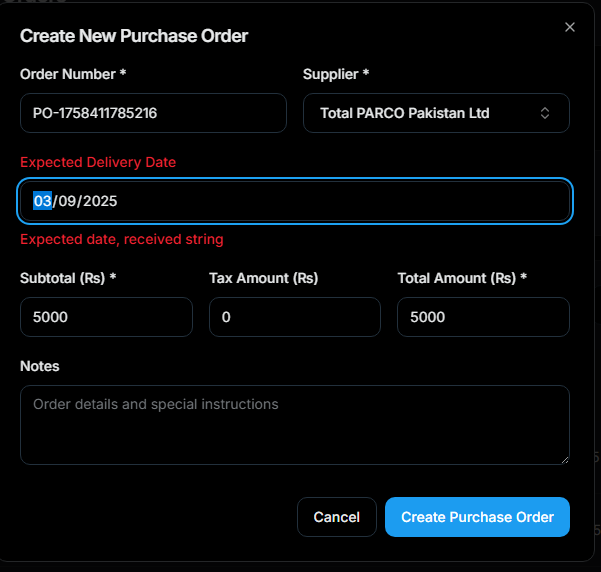 Create New Purchase Order
Order Number * Supplier *
PO-1758411785216 Total PARCO Pakistan Ltd
Expected Delivery Date
03/09/2025
Expected date, received string
Subtotal (Rs) * Tax Amount (Rs) Total Amount (Rs) *
5000 0 5000
Notes
Order details and special instructions
Cancel Create Purchase Order